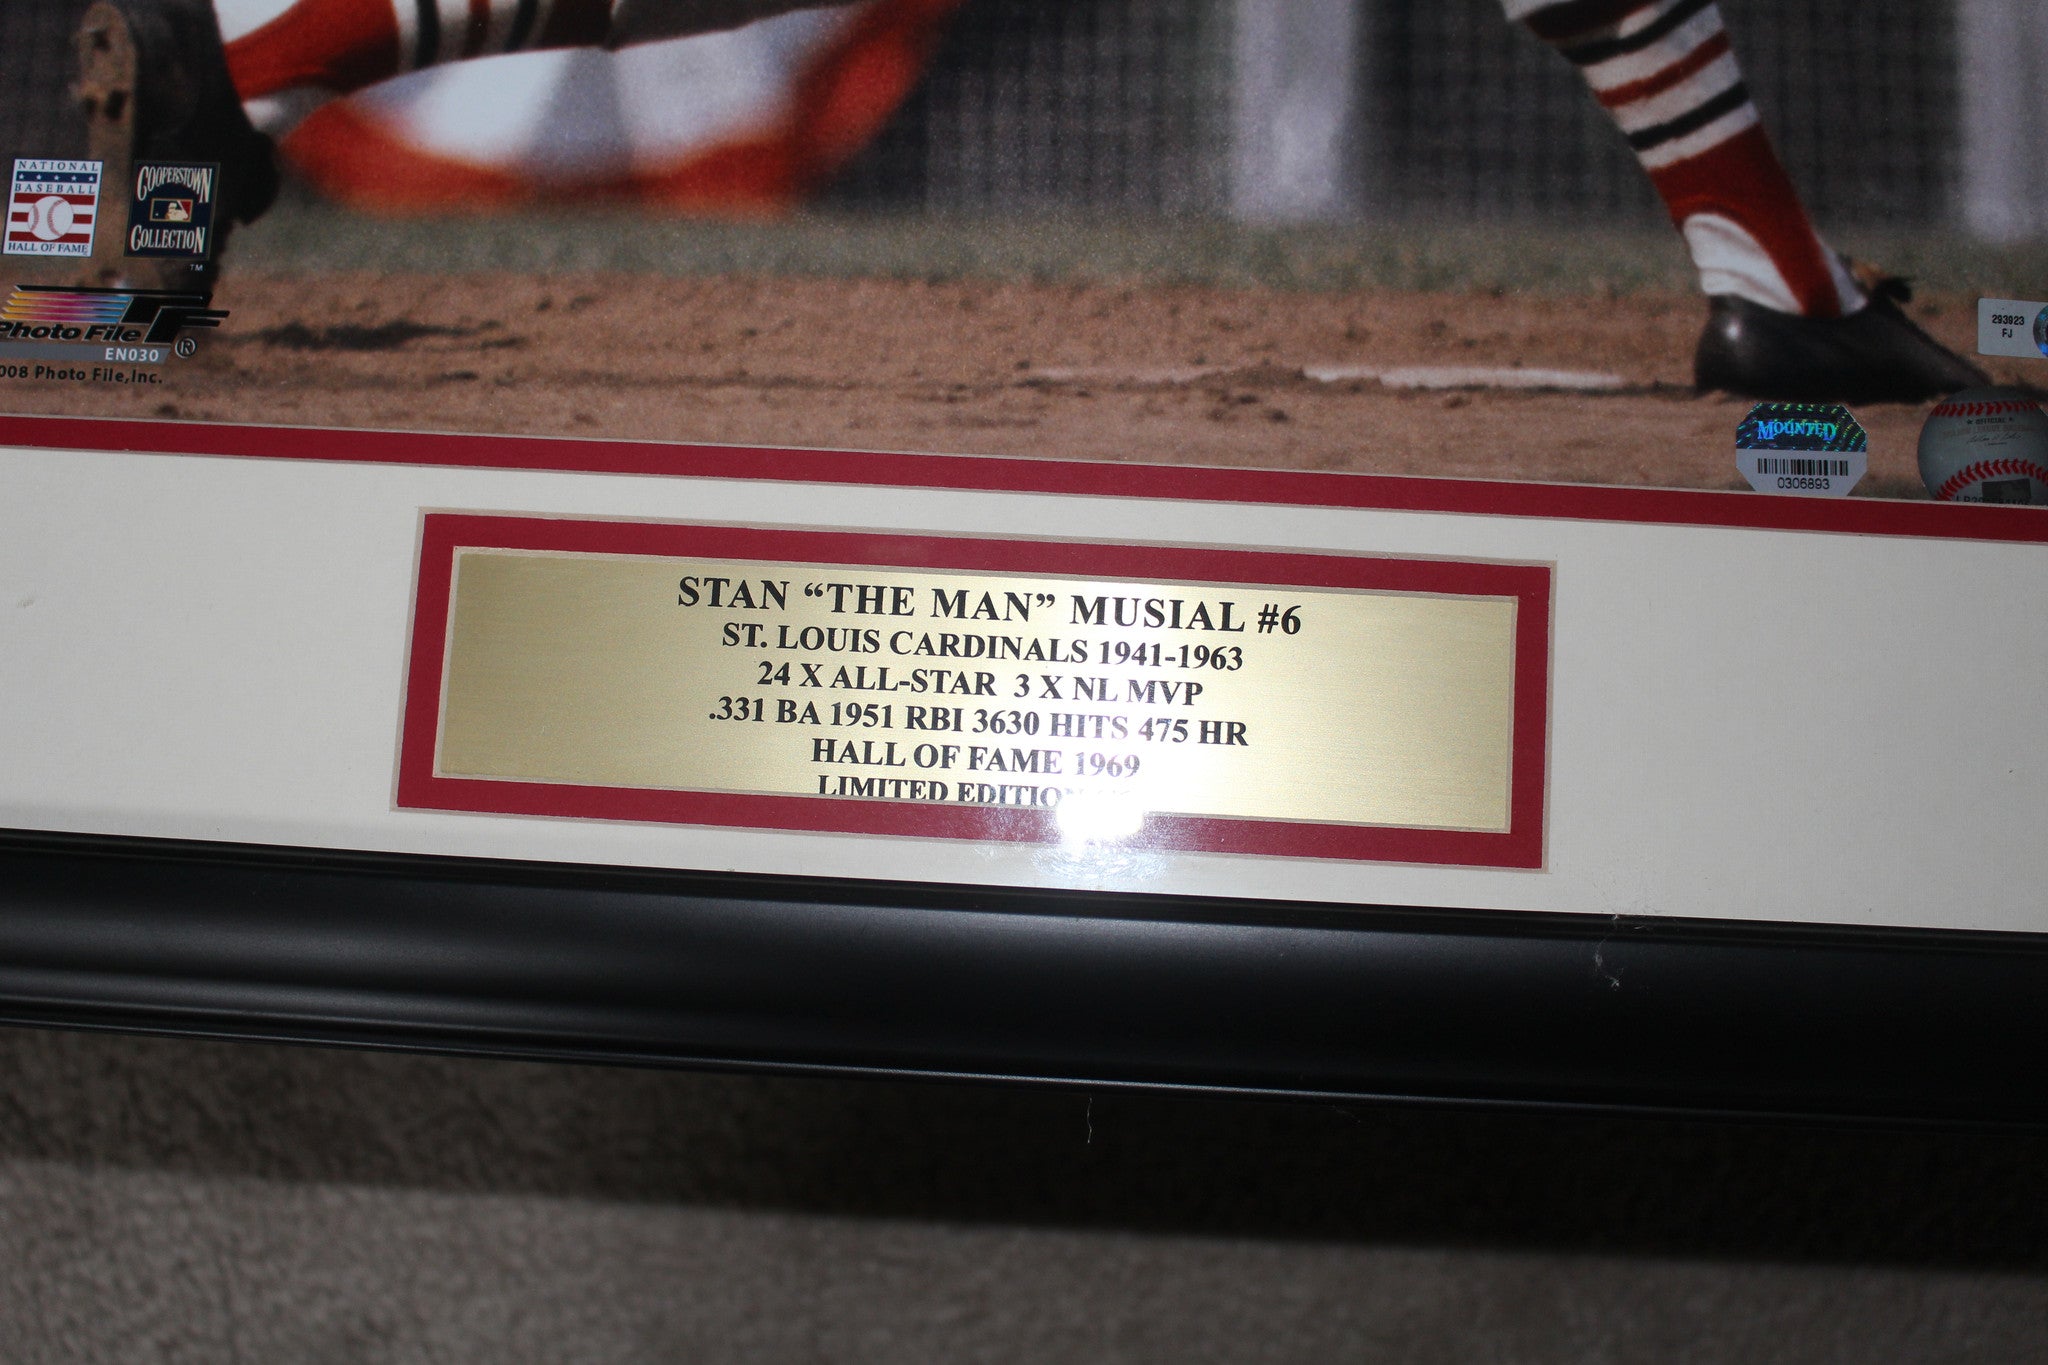 NATIONAL
BASEBALL
HALL OF FAME
COOPERSTOWN
COLLECTION
™
Photo File ®
EN030
008 Photo File,Inc.
293923
FJ
MOUNTED
0306893
OFFICIAL
STAN “THE MAN” MUSIAL #6
ST. LOUIS CARDINALS 1941-1963
24 X ALL-STAR 3 X NL MVP
.331 BA 1951 RBI 3630 HITS 475 HR
HALL OF FAME 1969
LIMITED EDITION